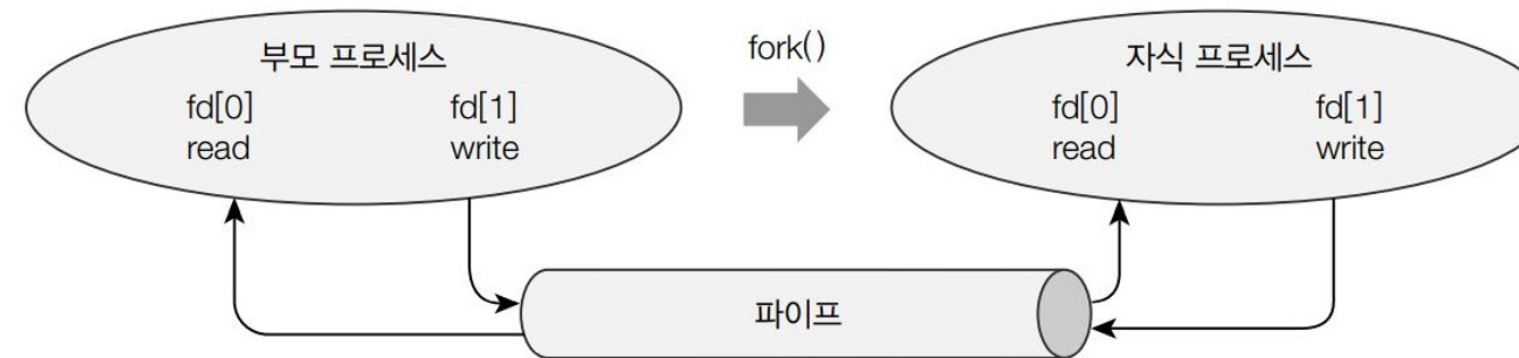 부모 프로세스
fd[0] fd[1]
read write
fork()
자식 프로세스
fd[0] fd[1]
read write
파이프